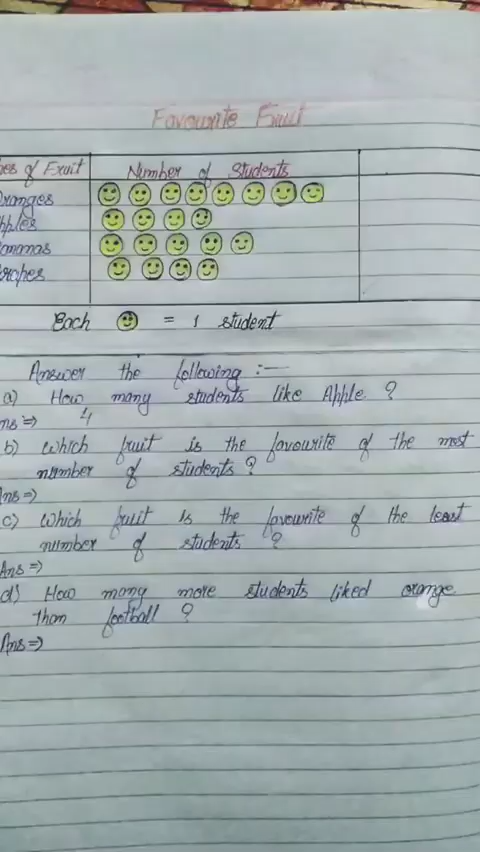 Favourite Fruit
es of Fruit Number of Students
ranges
pples
ananas
rapes
Each = 1 student
Answer the following :—
a) How many students like Apple ?
ns => 4
b) Which fruit is the favourite of the most
number of students ?
Ans =>
c) Which fruit is the favourite of the least
number of students ?
Ans =>
d) How many more students liked orange
than football ?
Ans =>